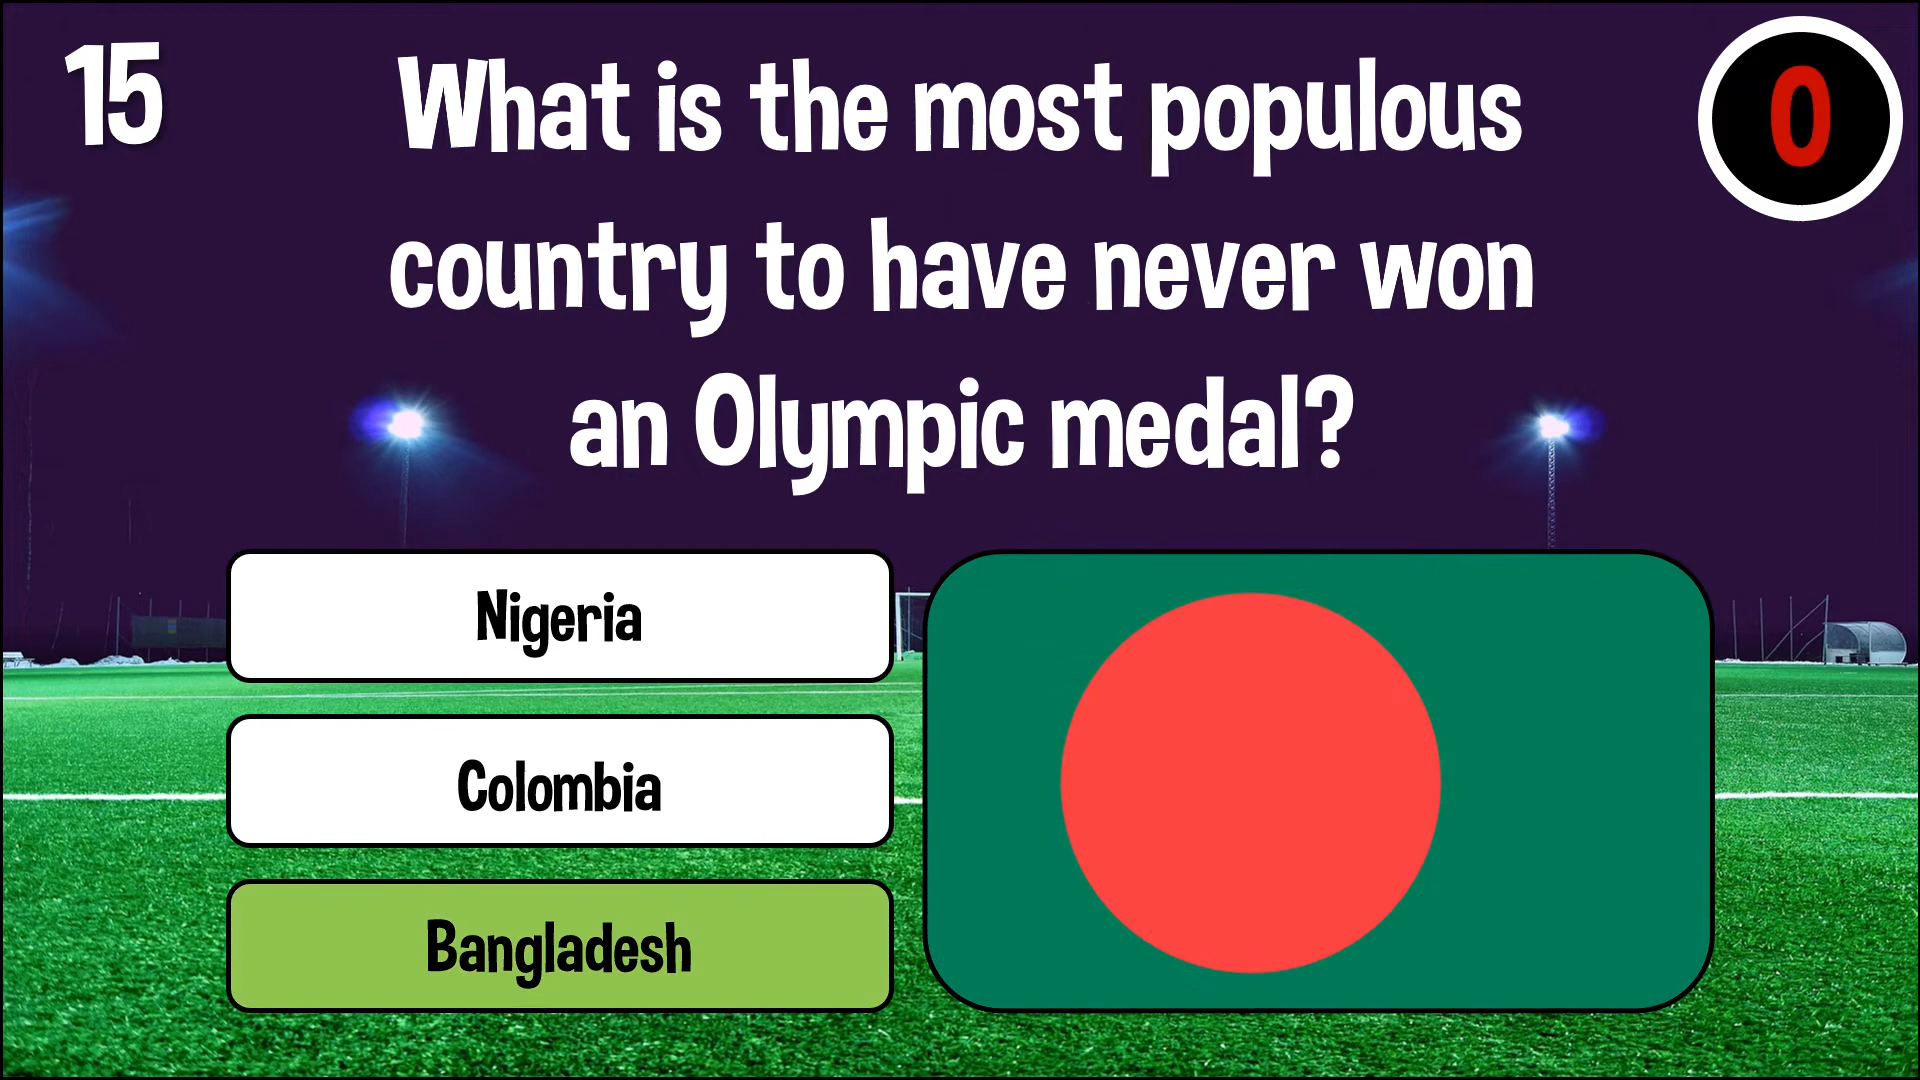 15
What is the most populous
country to have never won
an Olympic medal?
0
Nigeria
Colombia
Bangladesh